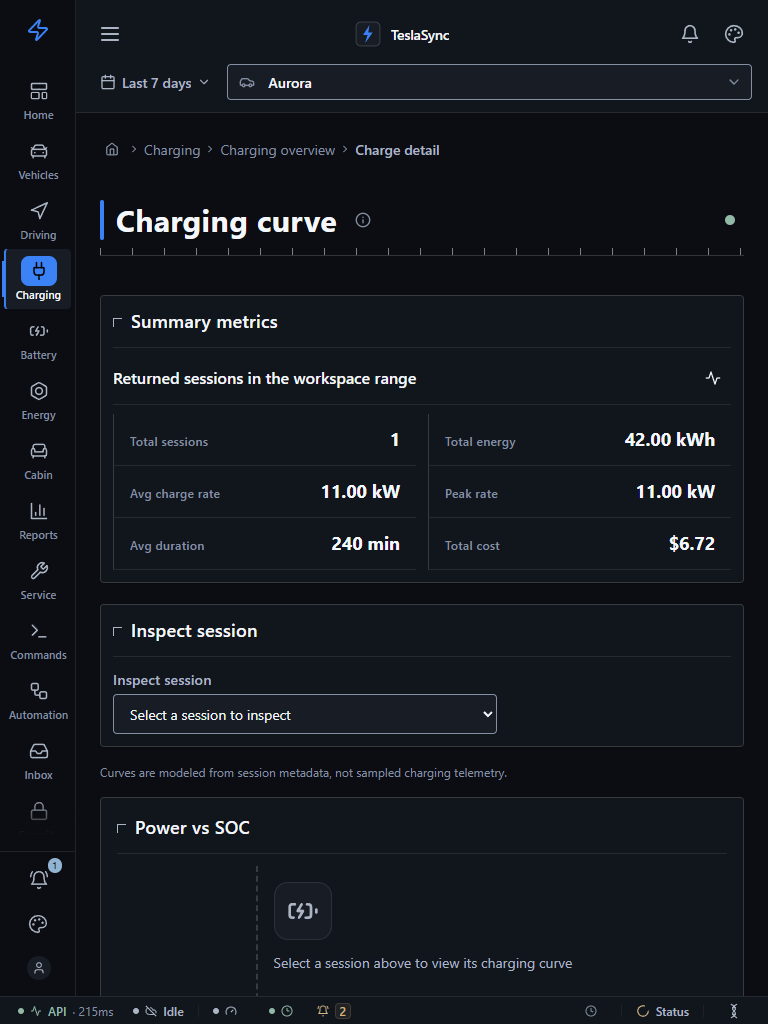 TeslaSync
Last 7 days
Aurora
Home
Vehicles
Driving
Charging
Battery
Energy
Cabin
Reports
Service
Commands
Automation
Inbox
1
Charging > Charging overview > Charge detail
Charging curve
Summary metrics
Returned sessions in the workspace range
Total sessions 1
Total energy 42.00 kWh
Avg charge rate 11.00 kW
Peak rate 11.00 kW
Avg duration 240 min
Total cost $6.72
Inspect session
Inspect session
Select a session to inspect
Curves are modeled from session metadata, not sampled charging telemetry.
Power vs SOC
Select a session above to view its charging curve
API · 215ms Idle 2 Status